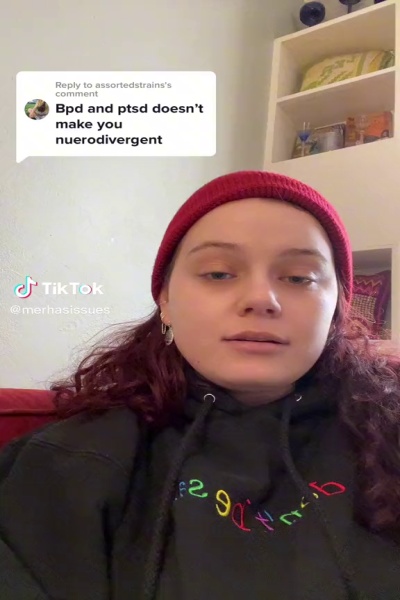 Reply to assortedstrains's
comment
Bpd and ptsd doesn't
make you
nuerodivergent
TikTok
@merhasissues